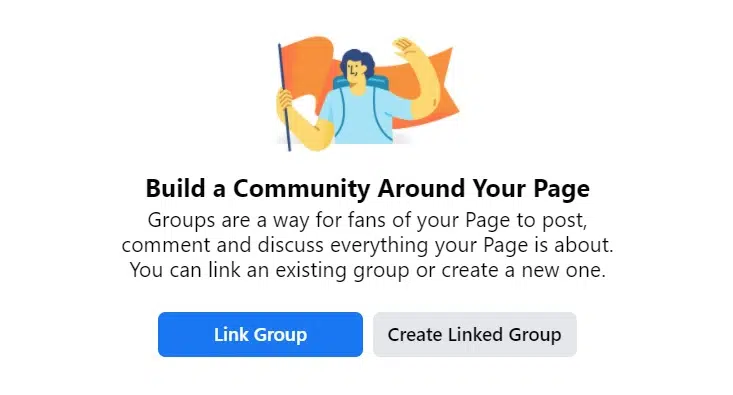 Build a Community Around Your Page
Groups are a way for fans of your Page to post,
comment and discuss everything your Page is about.
You can link an existing group or create a new one.
Link Group
Create Linked Group